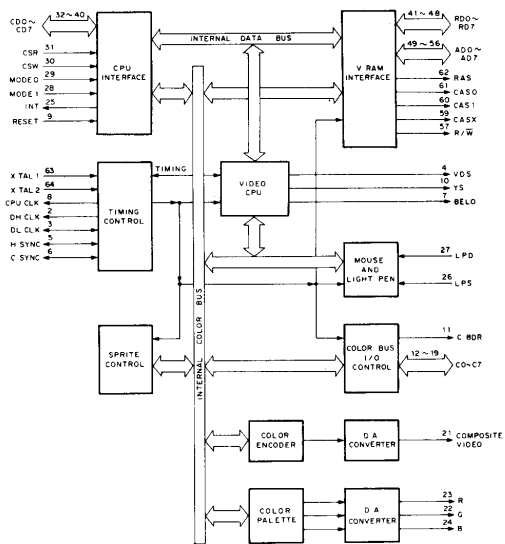 CD0~
CD7
32~40
CSR 31
CSW 30
MODE0 29
MODE1 28
INT 25
RESET 9
CPU
INTERFACE
INTERNAL DATA BUS
V RAM
INTERFACE
41~48
RD0~
RD7
49~56
AD0~
AD7
62 RAS
61 CAS0
60 CAS1
59 CASX
57 R/W
X TAL 1 63
X TAL 2 64
CPU CLK 8
DH CLK 2
DL CLK 3
H SYNC 5
C SYNC 6
TIMING
CONTROL
TIMING
VIDEO
CPU
4 VDS
10 YS
7 BELO
MOUSE
AND
LIGHT PEN
27 LPD
26 LPS
SPRITE
CONTROL
INTERNAL COLOR BUS
COLOR BUS
I/O
CONTROL
11 C BDR
12~19
C0~C7
COLOR
ENCODER
D A
CONVERTER
21 COMPOSITE
VIDEO
COLOR
PALETTE
D A
CONVERTER
23 R
22 G
24 B